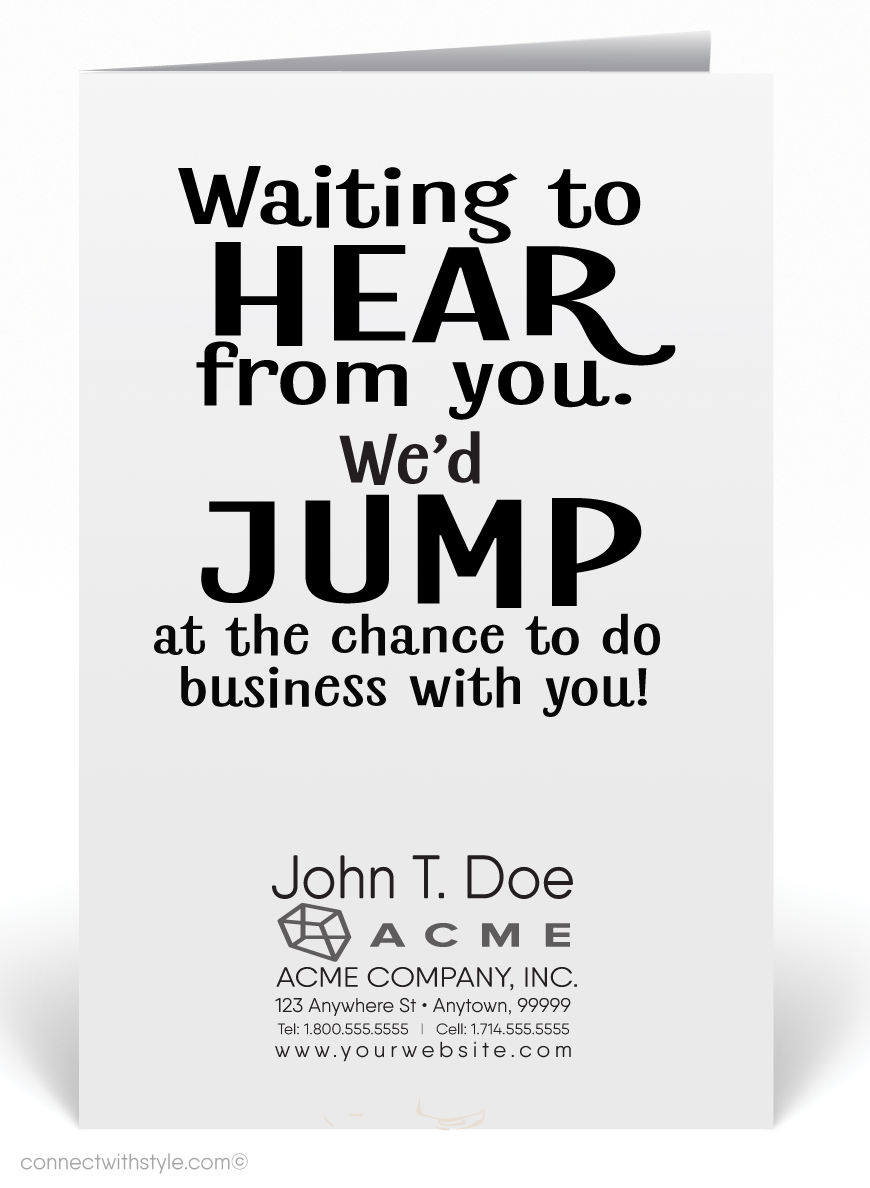 Waiting to
HEAR
from you.
We'd
JUMP
at the chance to do
business with you!
John T. Doe
ACME
ACME COMPANY, INC.
123 Anywhere St • Anytown, 99999
Tel: 1.800.555.5555 | Cell: 1.714.555.5555
www.yourwebsite.com
connectwithstyle.com©